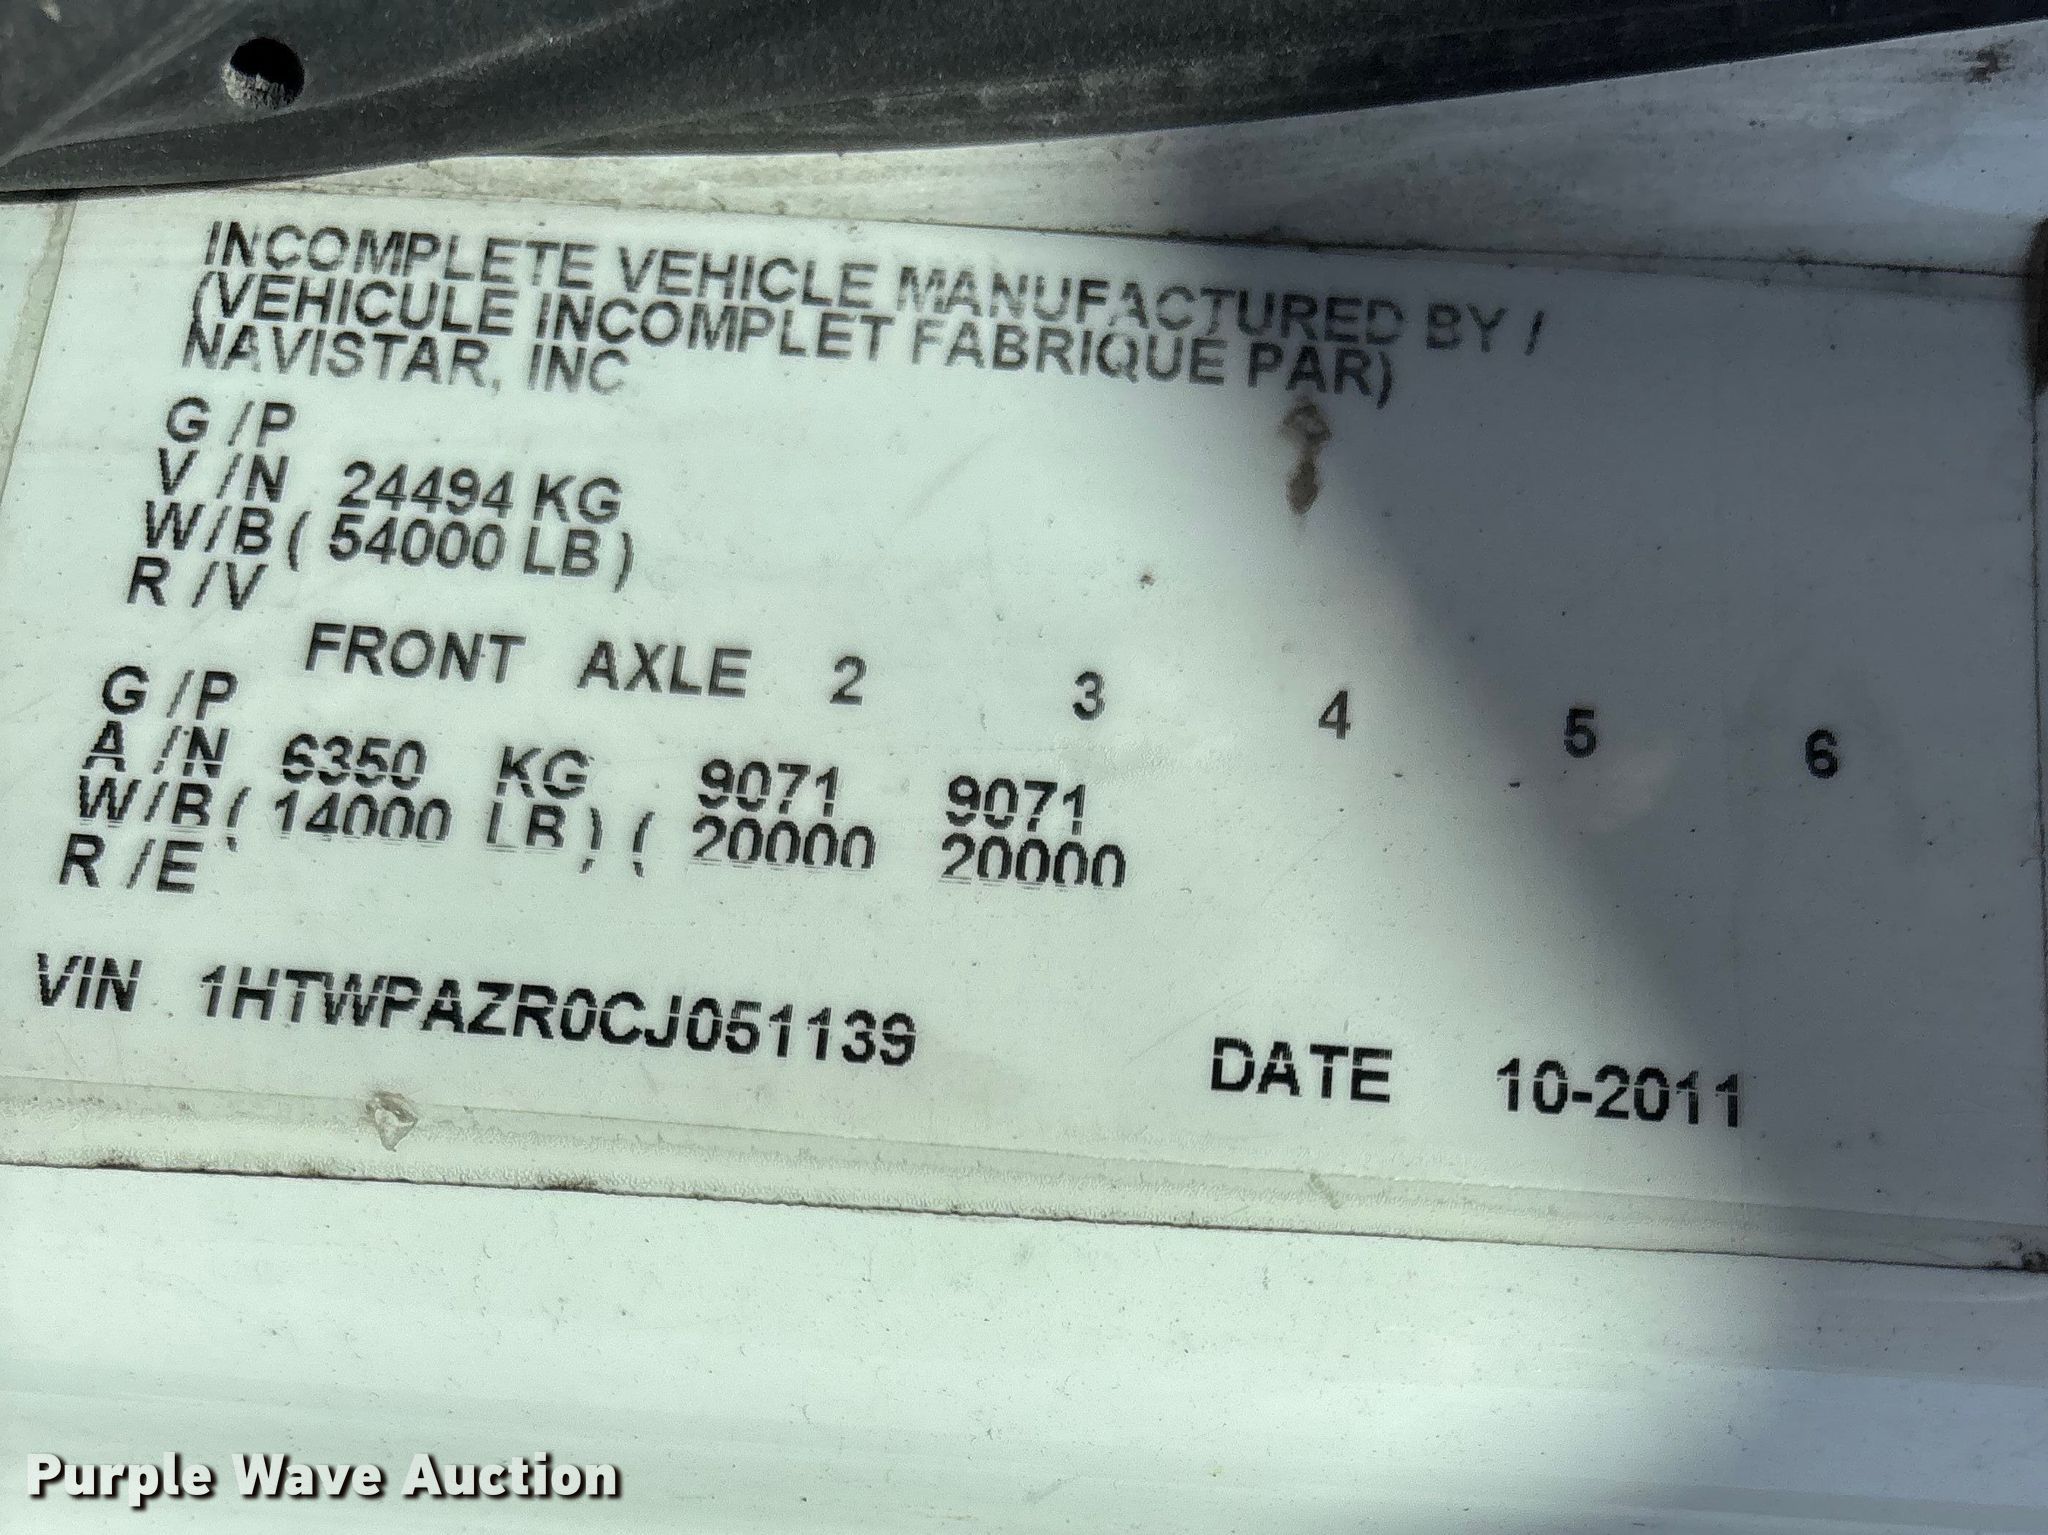 INCOMPLETE VEHICLE MANUFACTURED BY /
(VEHICULE INCOMPLET FABRIQUE PAR)
NAVISTAR, INC
G /P
V /N 24494 KG
W/B ( 54000 LB )
R /V
FRONT AXLE 2 3 4 5 6
G /P
A /N 6350 KG 9071 9071
W/B ( 14000 LB ) ( 20000 20000
R /E
VIN 1HTWPAZR0CJ051139 DATE 10-2011
Purple Wave Auction